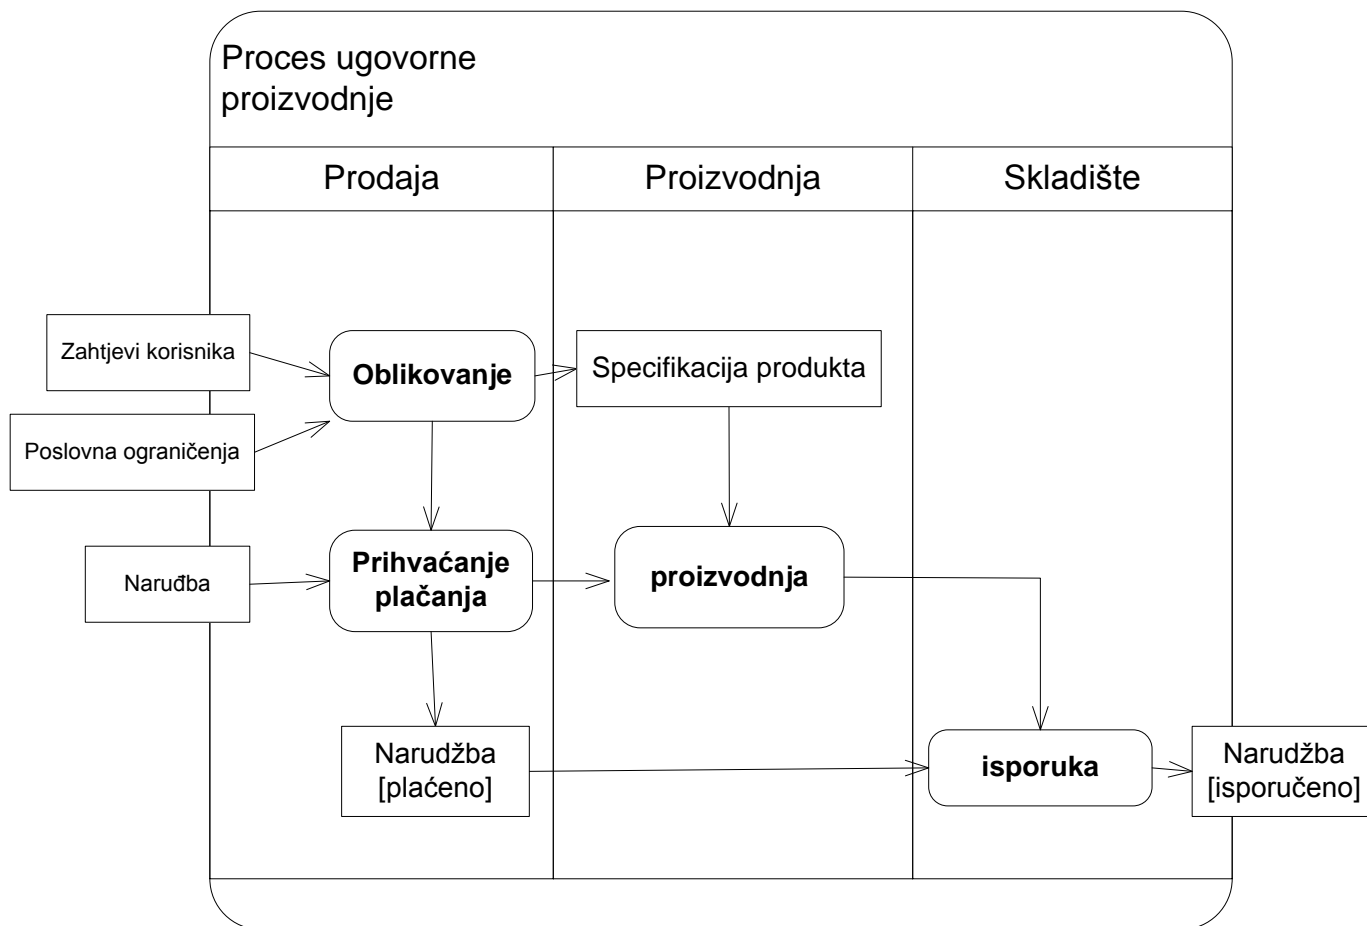 Proces ugovorne
proizvodnje
Prodaja
Proizvodnja
Skladište
Zahtjevi korisnika
Oblikovanje
Specifikacija produkta
Poslovna ograničenja
Naruđba
Prihvaćanje
plačanja
proizvodnja
Narudžba
[plaćeno]
isporuka
Narudžba
[isporučeno]